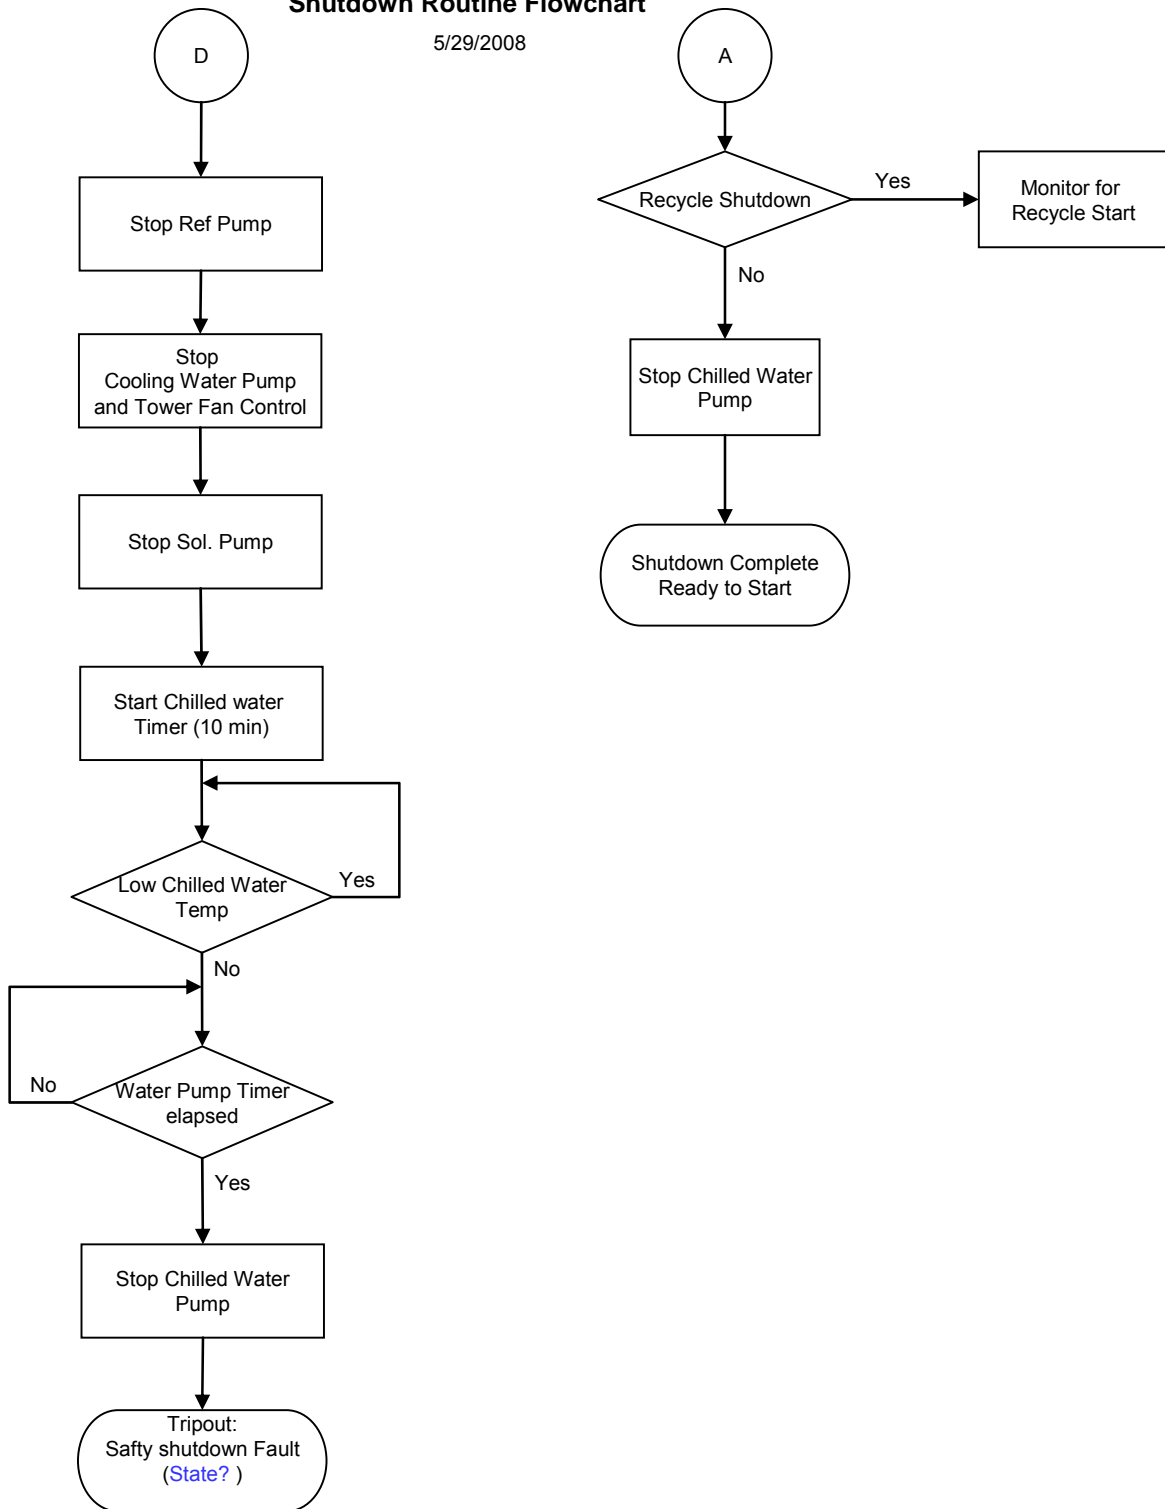 Shutdown Routine Flowchart
5/29/2008
D
Stop Ref Pump
Stop
Cooling Water Pump
and Tower Fan Control
Stop Sol. Pump
Start Chilled water
Timer (10 min)
Low Chilled Water
Temp
Yes
No
Water Pump Timer
elapsed
No
Yes
Stop Chilled Water
Pump
Tripout:
Safty shutdown Fault
(State? )
A
Recycle Shutdown
Yes
Monitor for
Recycle Start
No
Stop Chilled Water
Pump
Shutdown Complete
Ready to Start